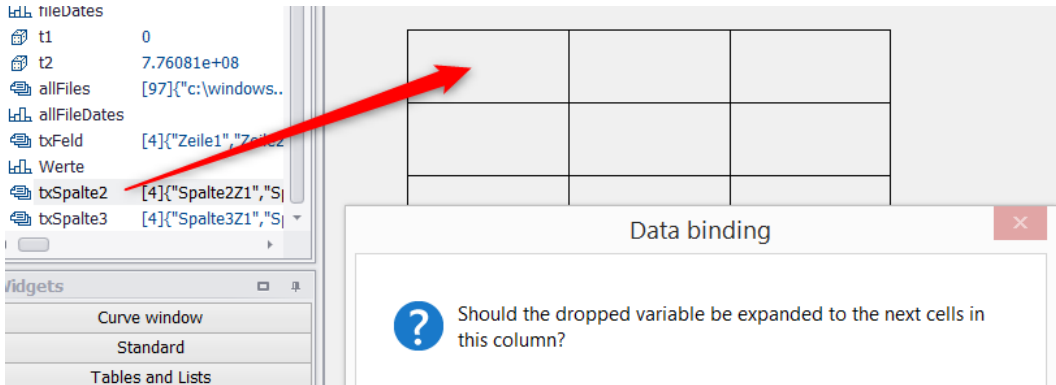 fileDates
t1 0
t2 7.76081e+08
allFiles [97]{"c:\windows..
allFileDates
txFeld [4]{"Zeile1","Zeile2
Werte
txSpalte2 [4]{"Spalte2Z1","Sp
txSpalte3 [4]{"Spalte3Z1","Sp
Widgets
Curve window
Standard
Tables and Lists
Data binding
Should the dropped variable be expanded to the next cells in
this column?